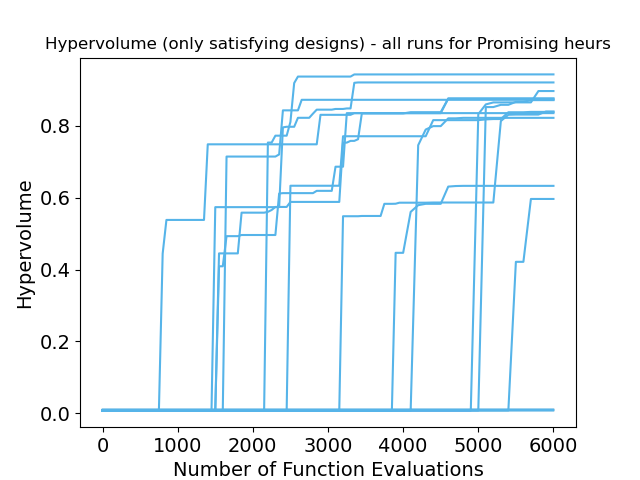 Hypervolume (only satisfying designs) - all runs for Promising heurs
Hypervolume
0.8
0.6
0.4
0.2
0.0
0 1000 2000 3000 4000 5000 6000
Number of Function Evaluations